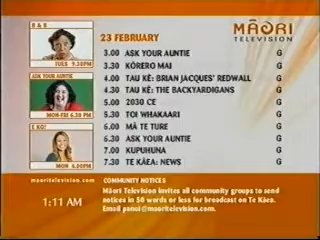 MĀORI
TELEVISION
B & B
TUES 9.30PM
ASK YOUR AUNTIE
MON-FRI 6.30 PM
E KO!
MON 6.00PM
23 FEBRUARY
3.00 ASK YOUR AUNTIE G
3.30 KŌRERO MAI G
4.00 TAU KĒ: BRIAN JACQUES' REDWALL G
4.30 TAU KĒ: THE BACKYARDIGANS G
5.00 2030 CE G
5.30 TOI WHAKAARI G
6.00 MĀ TE TURE G
6.30 ASK YOUR AUNTIE G
7.00 KUPUHUNA G
7.30 TE KĀEA: NEWS G
maoritelevision.com
1:11 AM
COMMUNITY NOTICES
Māori Television invites all community groups to send
notices in 50 words or less for broadcast on Te Kāea.
Email panui@maoritelevision.com.